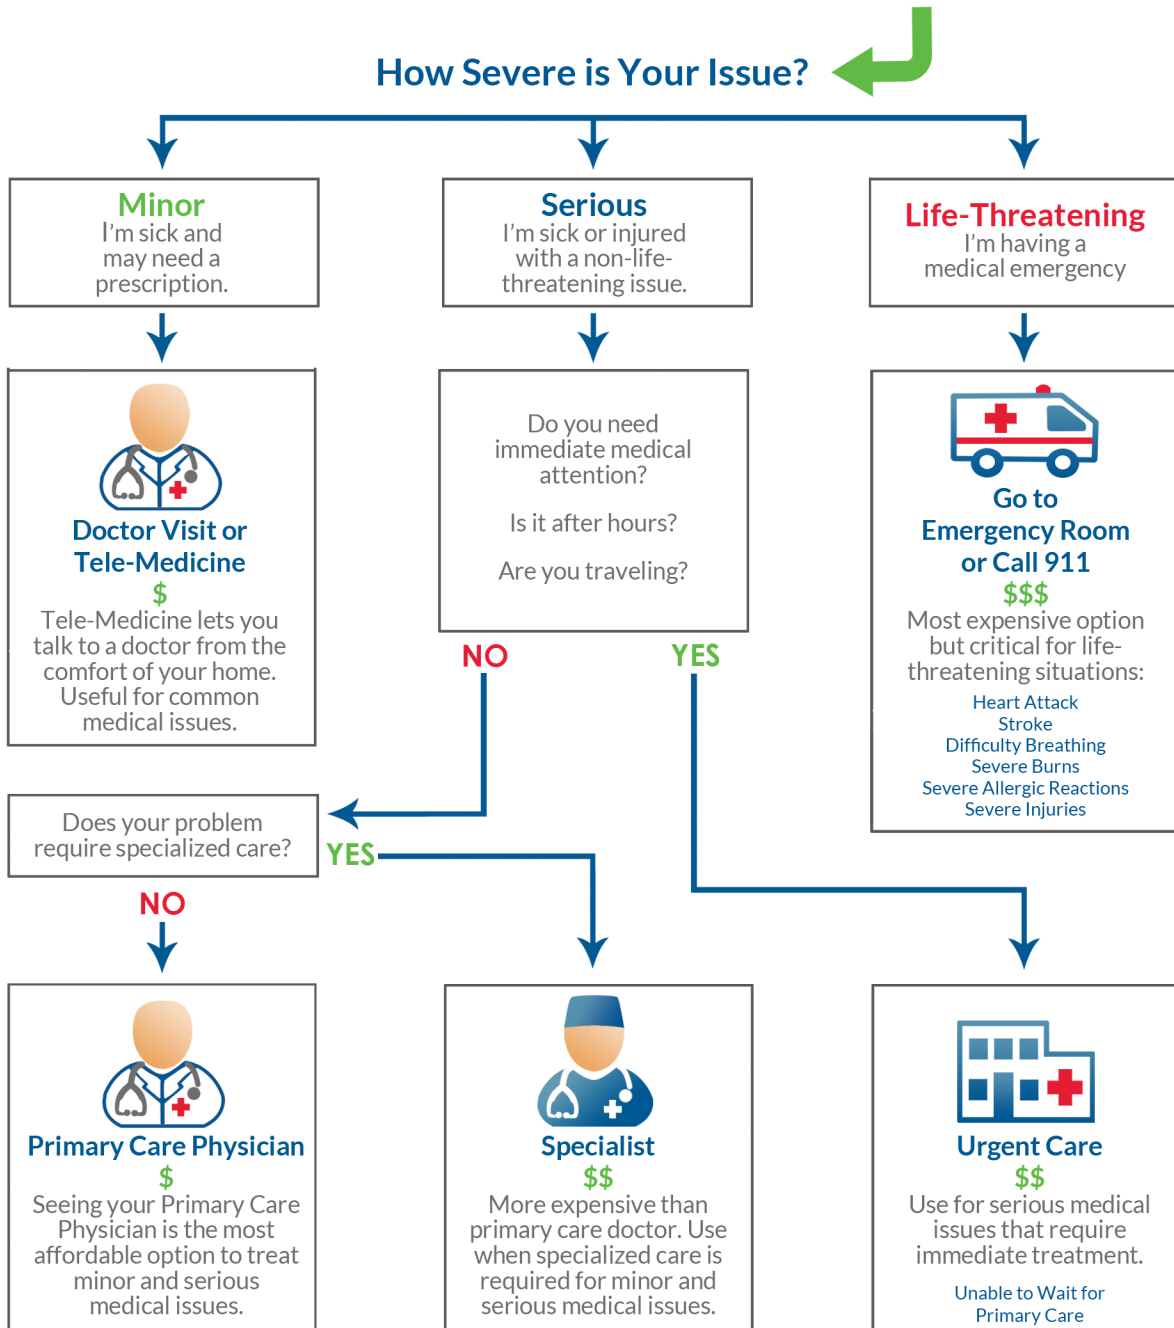 How Severe is Your Issue?
Minor
I'm sick and
may need a
prescription.
Serious
I'm sick or injured
with a non-life-
threatening issue.
Life-Threatening
I'm having a
medical emergency
Doctor Visit or
Tele-Medicine
$
Tele-Medicine lets you
talk to a doctor from the
comfort of your home.
Useful for common
medical issues.
Do you need
immediate medical
attention?
Is it after hours?
Are you traveling?
Go to
Emergency Room
or Call 911
$$$
Most expensive option
but critical for life-
threatening situations:
Heart Attack
Stroke
Difficulty Breathing
Severe Burns
Severe Allergic Reactions
Severe Injuries
NO
YES
Does your problem
require specialized care?
YES
NO
Primary Care Physician
$
Seeing your Primary Care
Physician is the most
affordable option to treat
minor and serious
medical issues.
Specialist
$$
More expensive than
primary care doctor. Use
when specialized care is
required for minor and
serious medical issues.
Urgent Care
$$
Use for serious medical
issues that require
immediate treatment.
Unable to Wait for
Primary Care